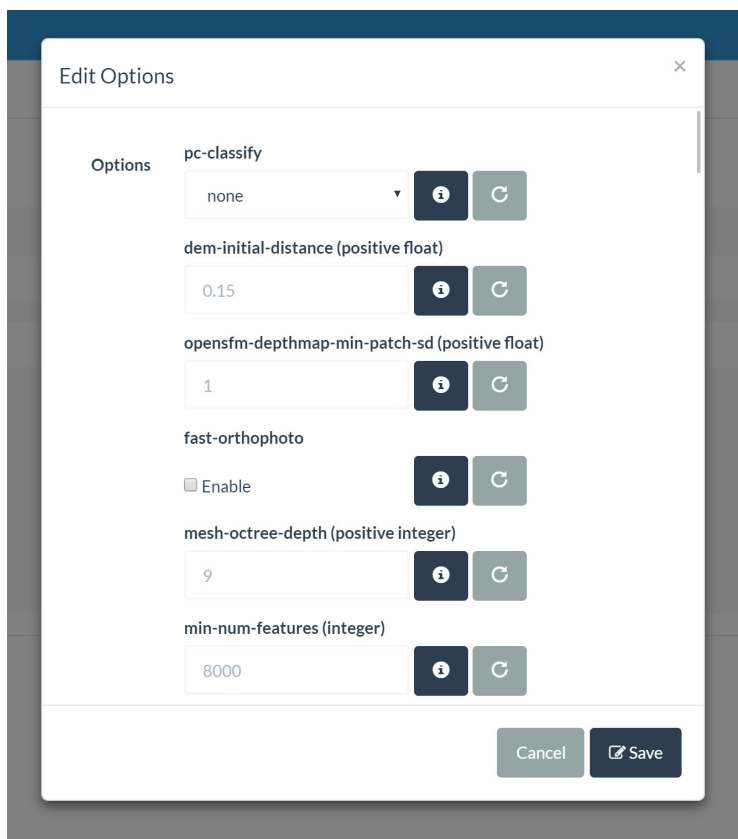 Edit Options
×
Options
pc-classify
none
dem-initial-distance (positive float)
0.15
opensfm-depthmap-min-patch-sd (positive float)
1
fast-orthophoto
Enable
mesh-octree-depth (positive integer)
9
min-num-features (integer)
8000
Cancel
Save